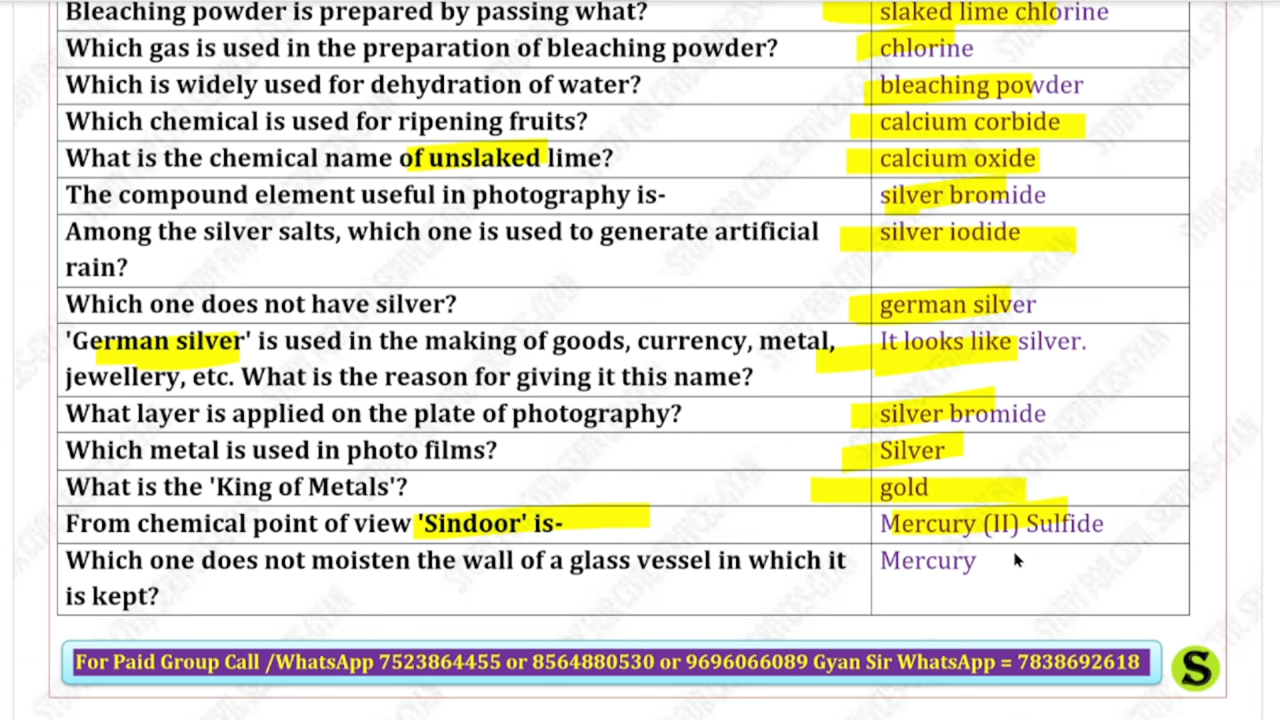 Bleaching powder is prepared by passing what? slaked lime chlorine
Which gas is used in the preparation of bleaching powder? chlorine
Which is widely used for dehydration of water? bleaching powder
Which chemical is used for ripening fruits? calcium corbide
What is the chemical name of unslaked lime? calcium oxide
The compound element useful in photography is- silver bromide
Among the silver salts, which one is used to generate artificial silver iodide
rain?
Which one does not have silver? german silver
'German silver' is used in the making of goods, currency, metal, It looks like silver.
jewellery, etc. What is the reason for giving it this name?
What layer is applied on the plate of photography? silver bromide
Which metal is used in photo films? Silver
What is the 'King of Metals'? gold
From chemical point of view 'Sindoor' is- Mercury (II) Sulfide
Which one does not moisten the wall of a glass vessel in which it Mercury
is kept?
For Paid Group Call /WhatsApp 7523864455 or 8564880530 or 9696066089 Gyan Sir WhatsApp = 7838692618
S